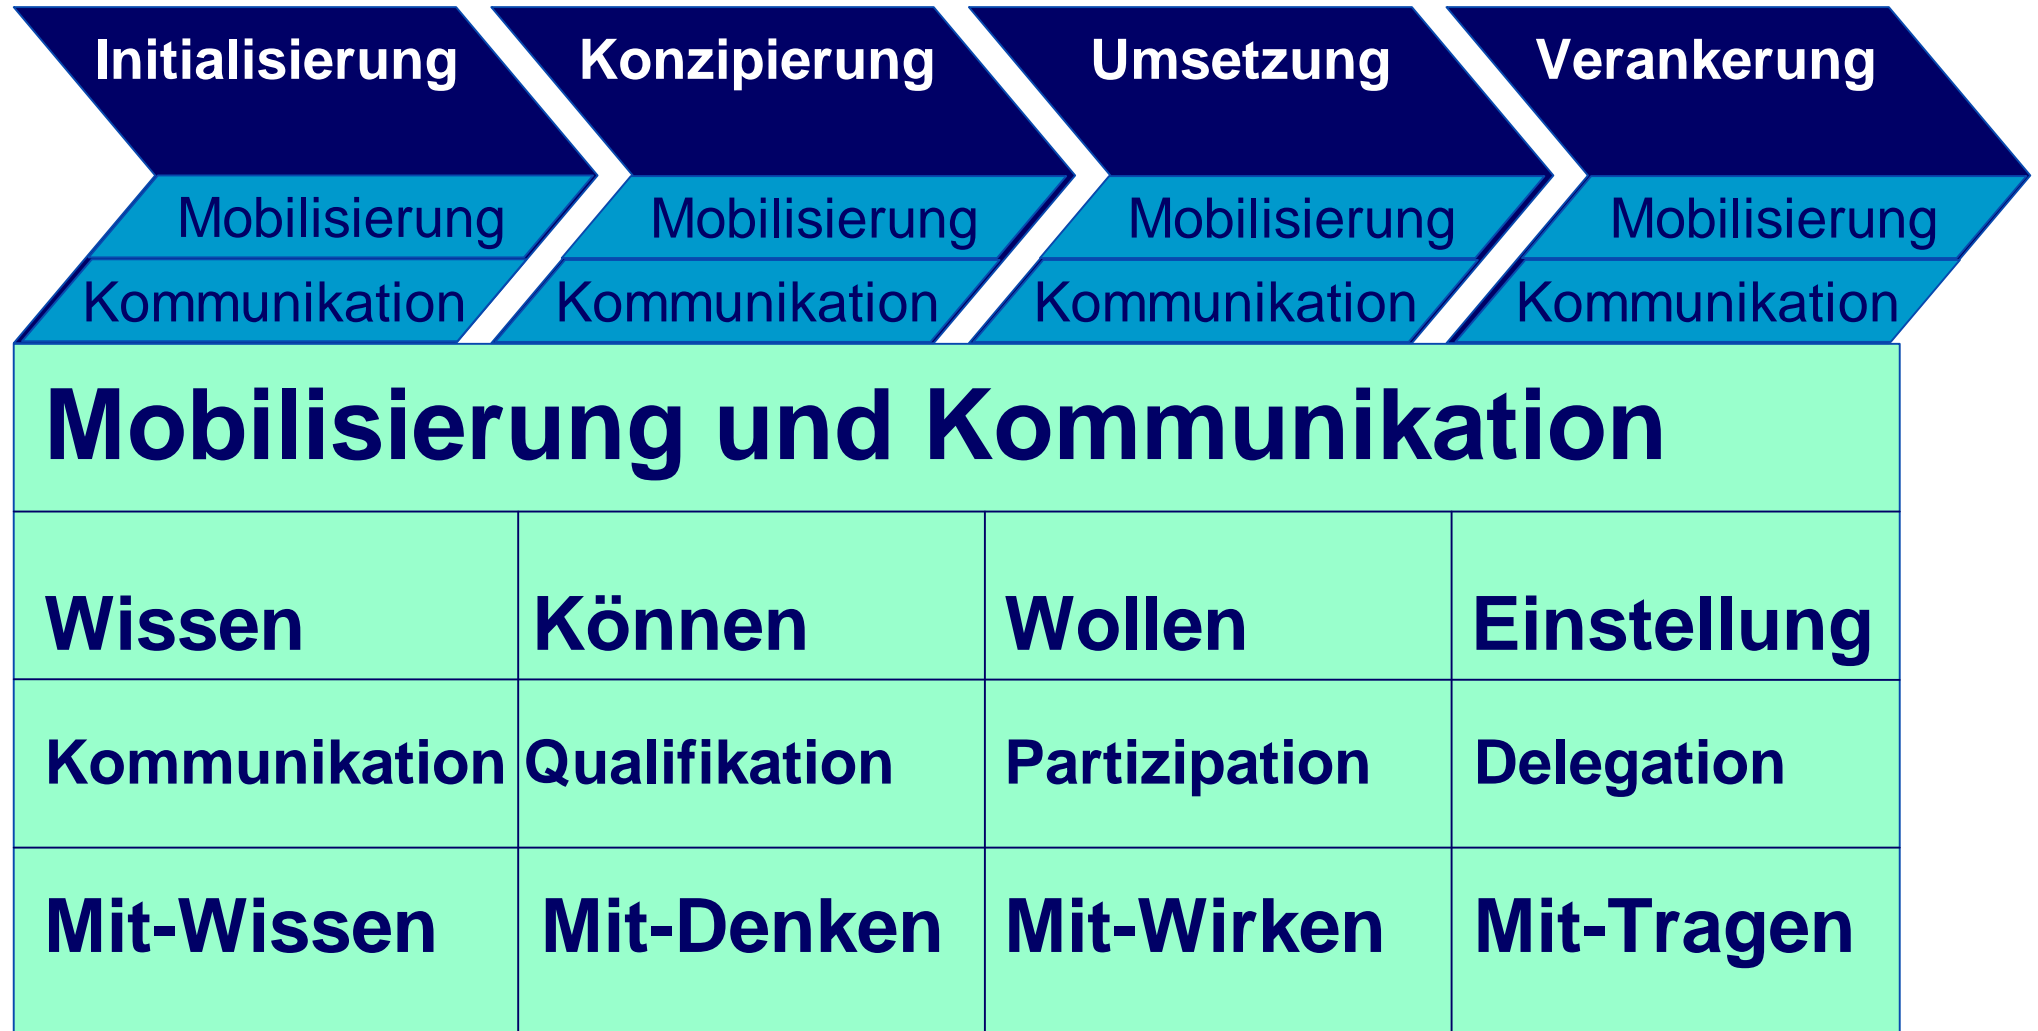 Initialisierung Konzipierung Umsetzung Verankerung
Mobilisierung Mobilisierung Mobilisierung Mobilisierung
Kommunikation Kommunikation Kommunikation Kommunikation
Mobilisierung und Kommunikation
Wissen Können Wollen Einstellung
Kommunikation Qualifikation Partizipation Delegation
Mit-Wissen Mit-Denken Mit-Wirken Mit-Tragen